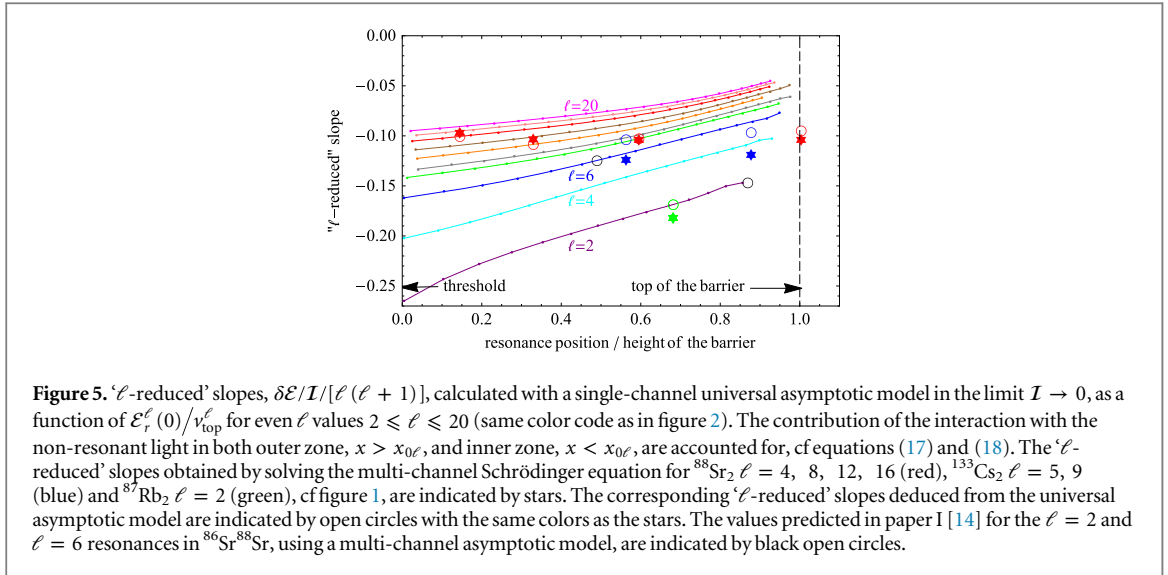 0.00
−0.05
−0.10
−0.15
−0.20
−0.25
"ℓ−reduced" slope
ℓ=20
ℓ=6
ℓ=4
ℓ=2
threshold
top of the barrier
0.0 0.2 0.4 0.6 0.8 1.0
resonance position / height of the barrier
Figure 5. ‘ℓ-reduced’ slopes, δℰ/ℐ/[ℓ(ℓ + 1)], calculated with a single-channel universal asymptotic model in the limit ℐ → 0, as a
function of ℰ_r^ℓ(0)/v_top^ℓ for even ℓ values 2 ⩽ ℓ ⩽ 20 (same color code as in figure 2). The contribution of the interaction with the
non-resonant light in both outer zone, x > x_0ℓ, and inner zone, x < x_0ℓ, are accounted for, cf equations (17) and (18). The ‘ℓ-
reduced’ slopes obtained by solving the multi-channel Schrödinger equation for ⁸⁸Sr₂ ℓ = 4, 8, 12, 16 (red), ¹³³Cs₂ ℓ = 5, 9
(blue) and ⁸⁷Rb₂ ℓ = 2 (green), cf figure 1, are indicated by stars. The corresponding ‘ℓ-reduced’ slopes deduced from the universal
asymptotic model are indicated by open circles with the same colors as the stars. The values predicted in paper I [14] for the ℓ = 2 and
ℓ = 6 resonances in ⁸⁶Sr⁸⁸Sr, using a multi-channel asymptotic model, are indicated by black open circles.